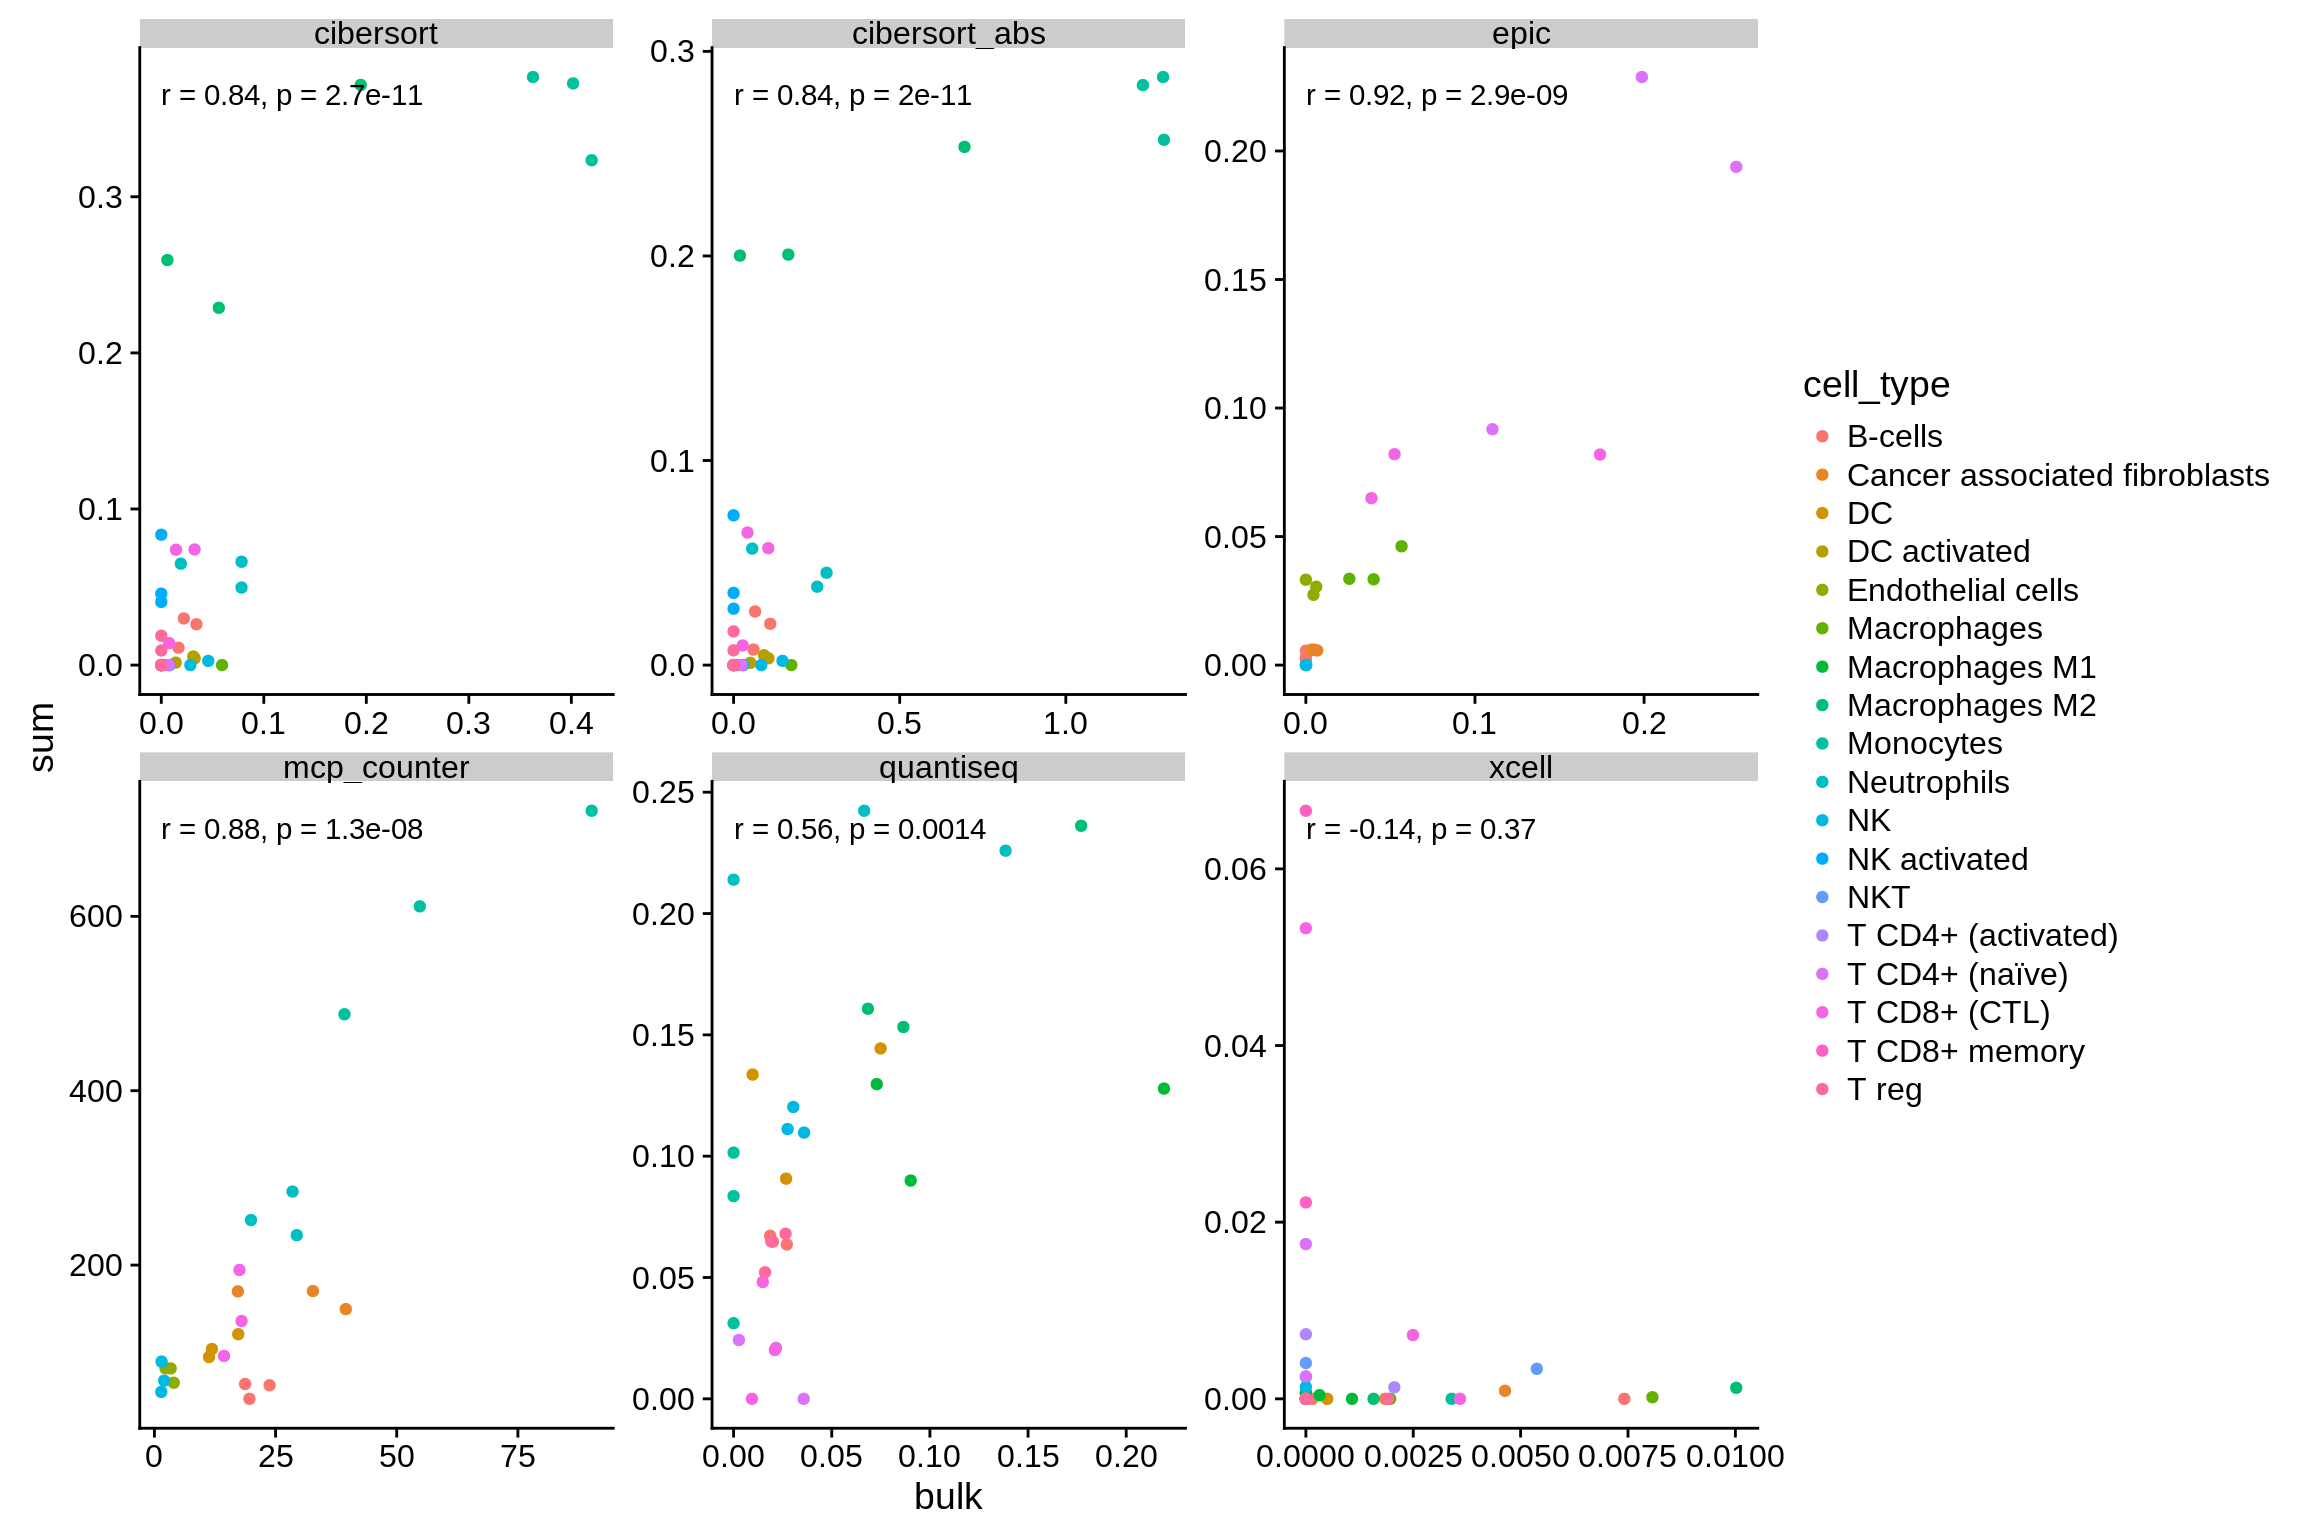 cibersort
cibersort_abs
epic
r = 0.84, p = 2.7e-11
r = 0.84, p = 2e-11
r = 0.92, p = 2.9e-09
0.3
0.2
0.1
0.0
0.0 0.1 0.2 0.3 0.4
0.3
0.2
0.1
0.0
0.0 0.5 1.0
0.20
0.15
0.10
0.05
0.00
0.0 0.1 0.2
sum
mcp_counter
quantiseq
xcell
r = 0.88, p = 1.3e-08
r = 0.56, p = 0.0014
r = -0.14, p = 0.37
600
400
200
0 25 50 75
0.25
0.20
0.15
0.10
0.05
0.00
0.00 0.05 0.10 0.15 0.20
0.06
0.04
0.02
0.00
0.0000 0.0025 0.0050 0.0075 0.0100
bulk
cell_type
B-cells
Cancer associated fibroblasts
DC
DC activated
Endothelial cells
Macrophages
Macrophages M1
Macrophages M2
Monocytes
Neutrophils
NK
NK activated
NKT
T CD4+ (activated)
T CD4+ (naïve)
T CD8+ (CTL)
T CD8+ memory
T reg